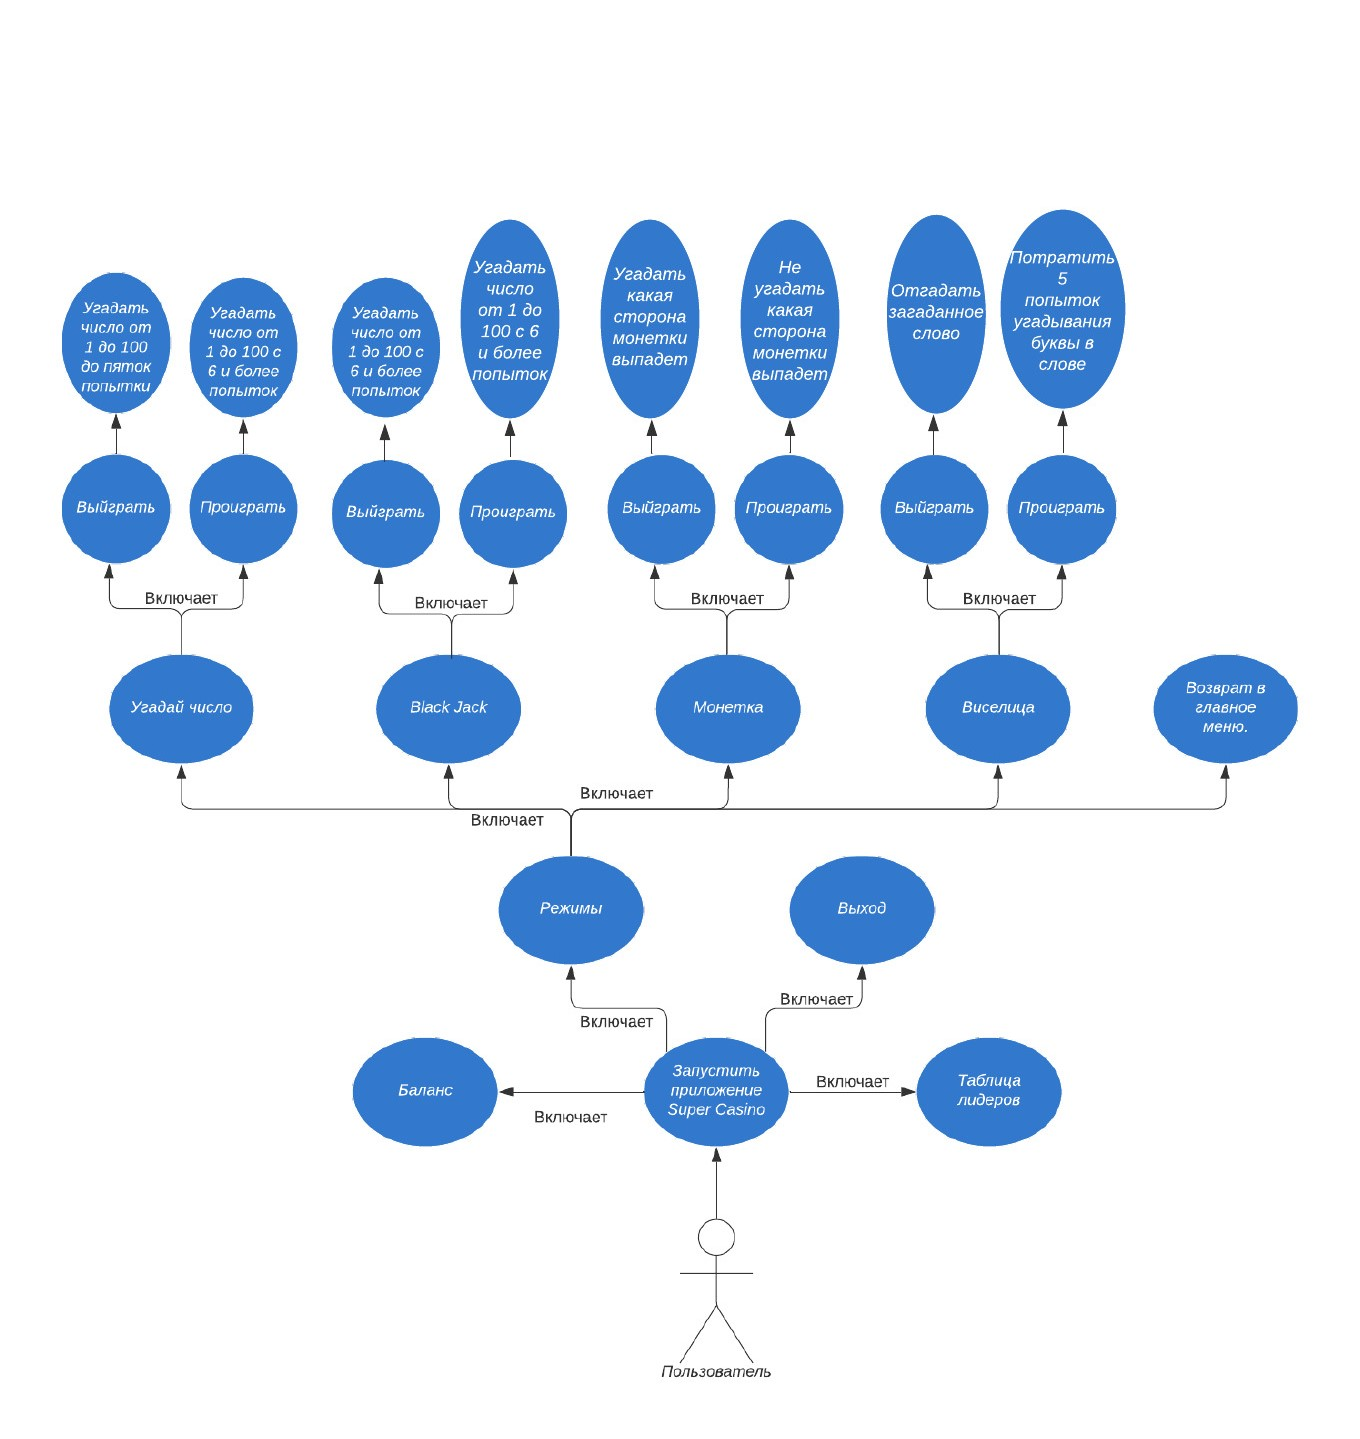 Угадать
число от
1 до 100
до пяток
попытки
Угадать
число от
1 до 100 с
6 и более
попыток
Угадать
число от
1 до 100 с
6 и более
попыток
Угадать
число
от 1 до
100 с 6
и более
попыток
Угадать
какая
сторона
монетки
выпадет
Не
угадать
какая
сторона
монетки
выпадет
Отгадать
загаданное
слово
Потратить
5
попыток
угадывания
буквы в
слове
Выйграть
Проиграть
Выйграть
Проиграть
Выйграть
Проиграть
Выйграть
Проиграть
Включает
Включает
Включает
Включает
Угадай число
Black Jack
Монетка
Виселица
Возврат в
главное
меню.
Включает
Включает
Режимы
Выход
Включает
Включает
Баланс
Запустить
приложение
Super Casino
Таблица
лидеров
Включает
Включает
Пользователь